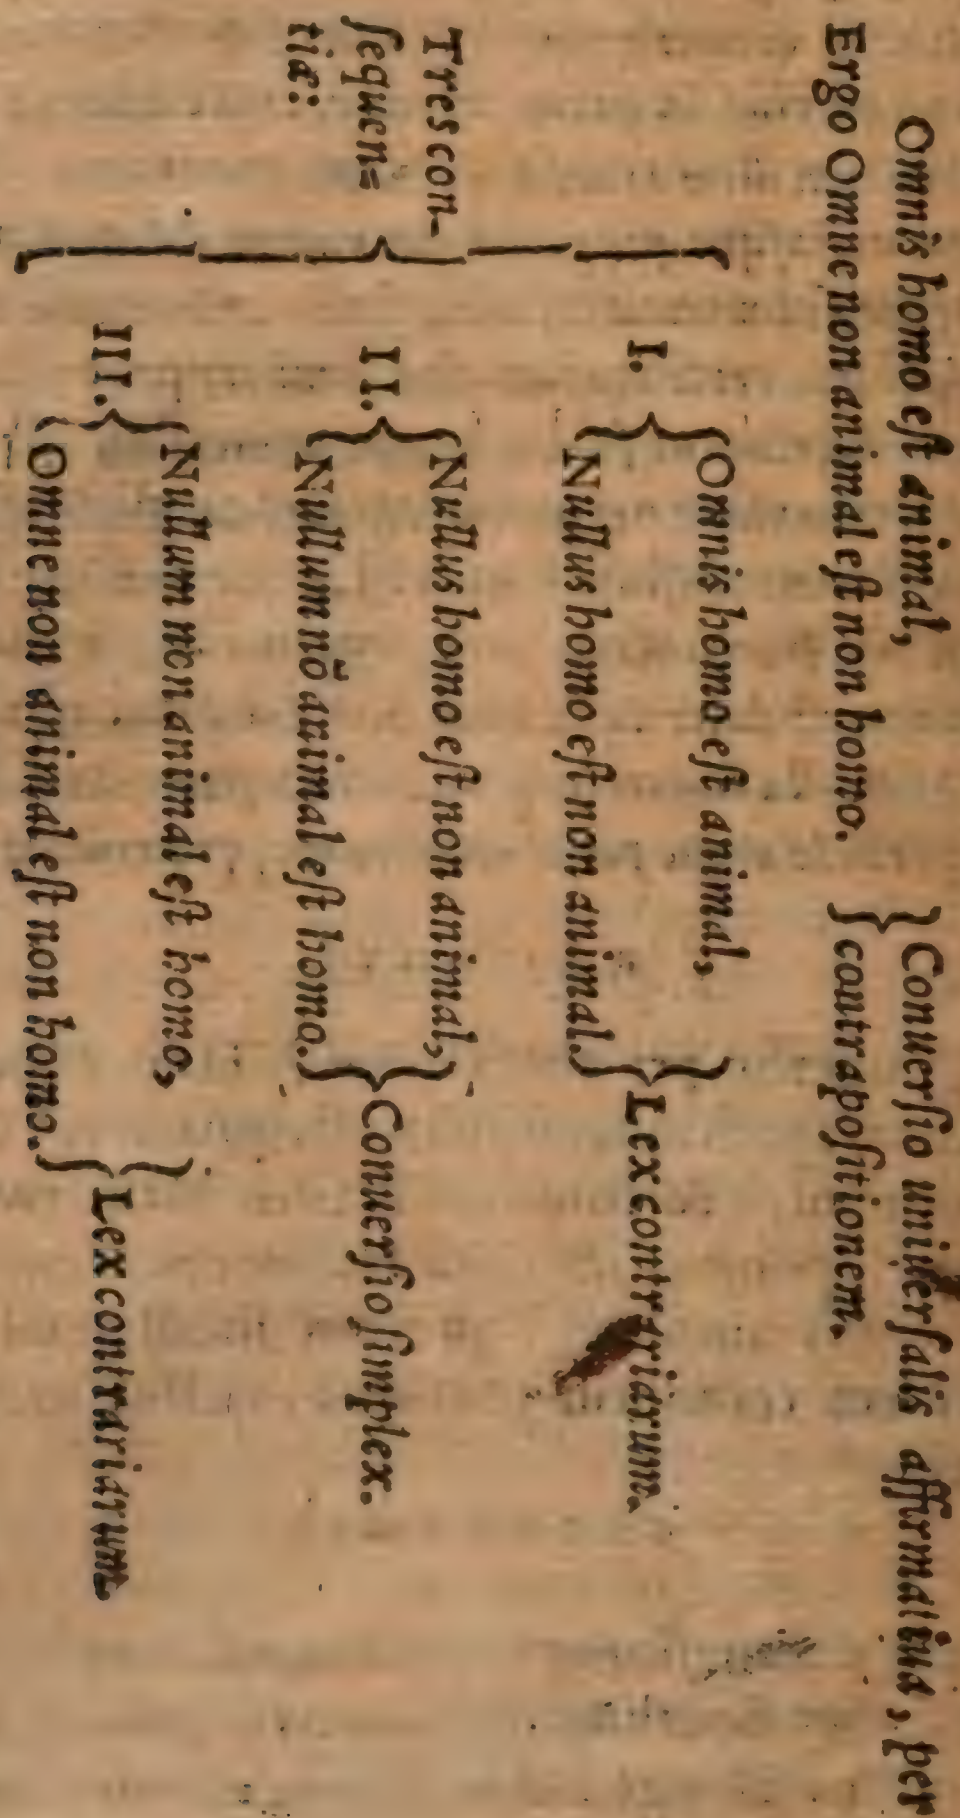 Omnis homo eſt animal,
Ergo Omne non animal eſt non homo.
Conuerſio uniuerſalis affirmatiua, per
contrapoſitionem.
Tres con-
ſequen=
tiæ:
I.
Omnis homo eſt animal,
Nullus homo eſt non animal.
Lex contrariarum.
II.
Nullus homo eſt non animal,
Nullum nõ animal eſt homo.
Conuerſio ſimplex.
III.
Nullum non animal eſt homo,
Omne non animal eſt non homo.
Lex contrariarum.